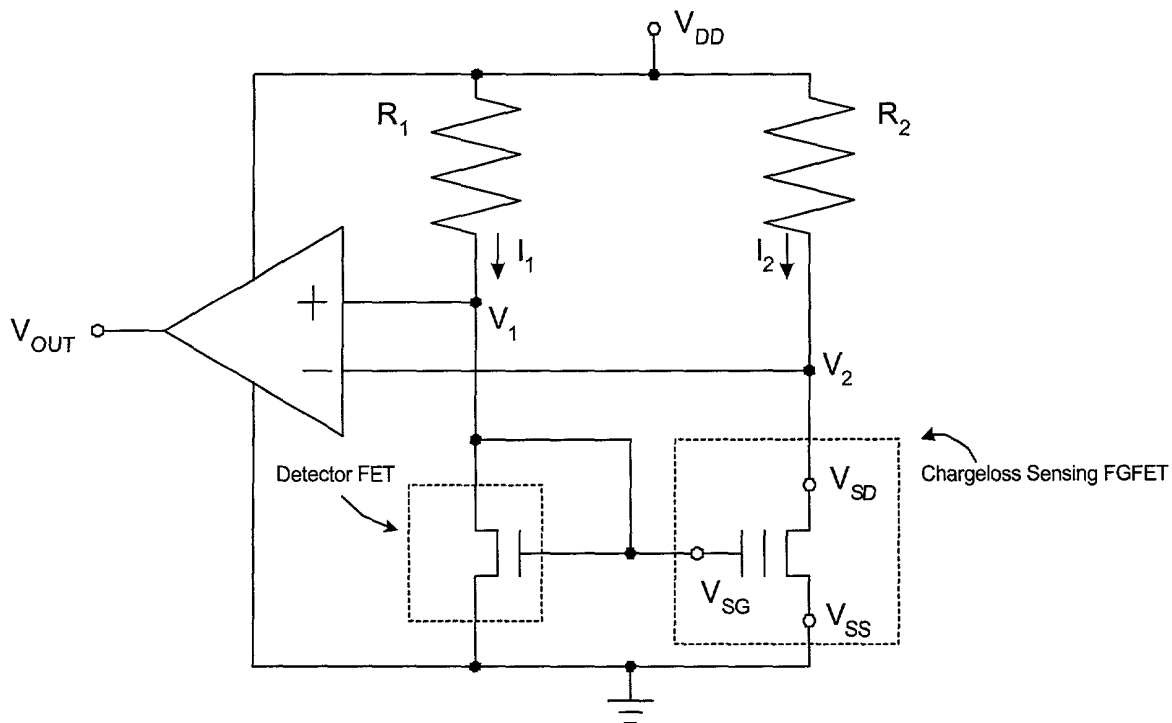 V_DD
R_1
R_2
I_1
I_2
+
V_1
V_OUT
−
V_2
Detector FET
Chargeloss Sensing FGFET
V_SD
V_SG
V_SS